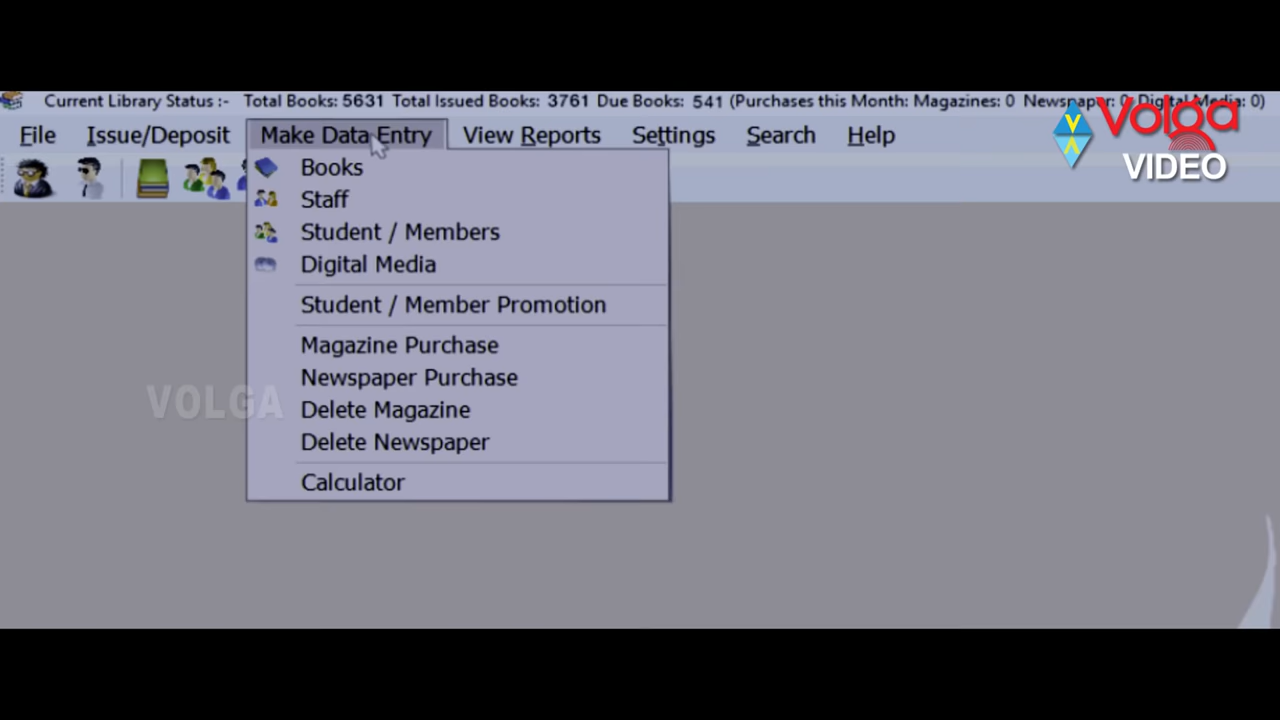 Current Library Status :- Total Books: 5631 Total Issued Books: 3761 Due Books: 541 (Purchases this Month: Magazines: 0 Newspaper: 0 Digital Media: 0)
File Issue/Deposit Make Data Entry View Reports Settings Search Help
Volga
VIDEO
Books
Staff
Student / Members
Digital Media
Student / Member Promotion
Magazine Purchase
Newspaper Purchase
Delete Magazine
Delete Newspaper
Calculator
VOLGA